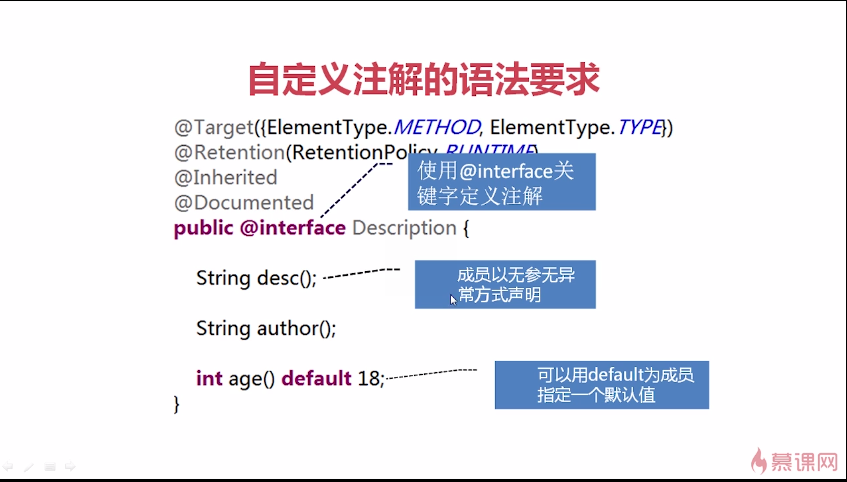 自定义注解的语法要求
@Target({ElementType.METHOD, ElementType.TYPE})
@Retention(RetentionPolicy.RUNTIME)
@Inherited
@Documented
使用@interface关
键字定义注解
public @interface Description {
String desc();
成员以无参无异
常方式声明
String author();
int age() default 18;
可以用default为成员
指定一个默认值
}
慕课网